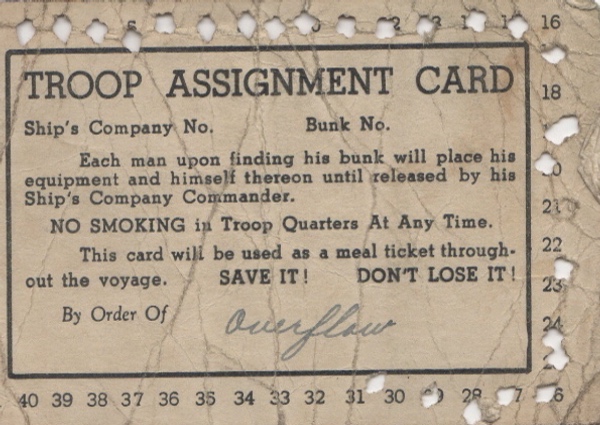 16
TROOP ASSIGNMENT CARD
18
Ship's Company No. Bunk No.
Each man upon finding his bunk will place his
equipment and himself thereon until released by his
Ship's Company Commander.
21
NO SMOKING in Troop Quarters At Any Time.
22
This card will be used as a meal ticket through-
out the voyage. SAVE IT! DON'T LOSE IT!
23
By Order Of Overflow
24
40 39 38 37 36 35 34 33 32 31 30 29 28